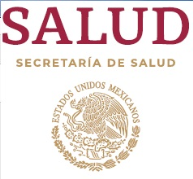 SALUD
SECRETARÍA DE SALUD
ESTADOS UNIDOS MEXICANOS